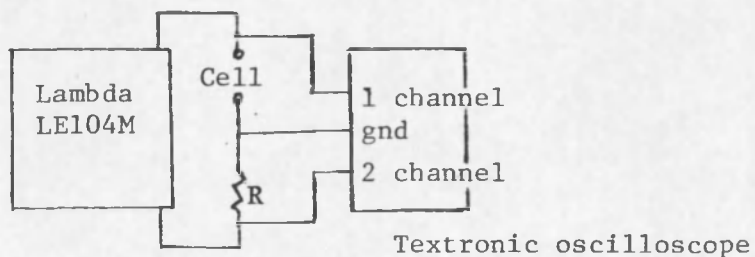 Cell
Lambda
LE104M
1 channel
gnd
2 channel
R
Textronic oscilloscope